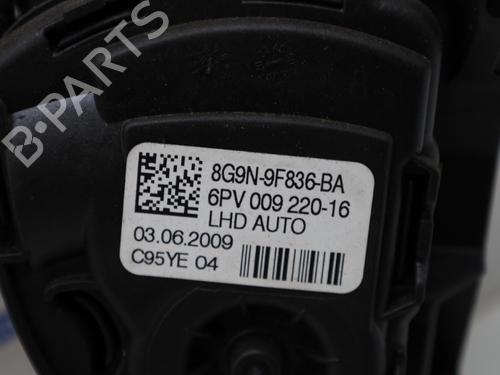 B-PARTS
8G9N-9F836-BA
6PV 009 220-16
LHD AUTO
03.06.2009
C95YE 04